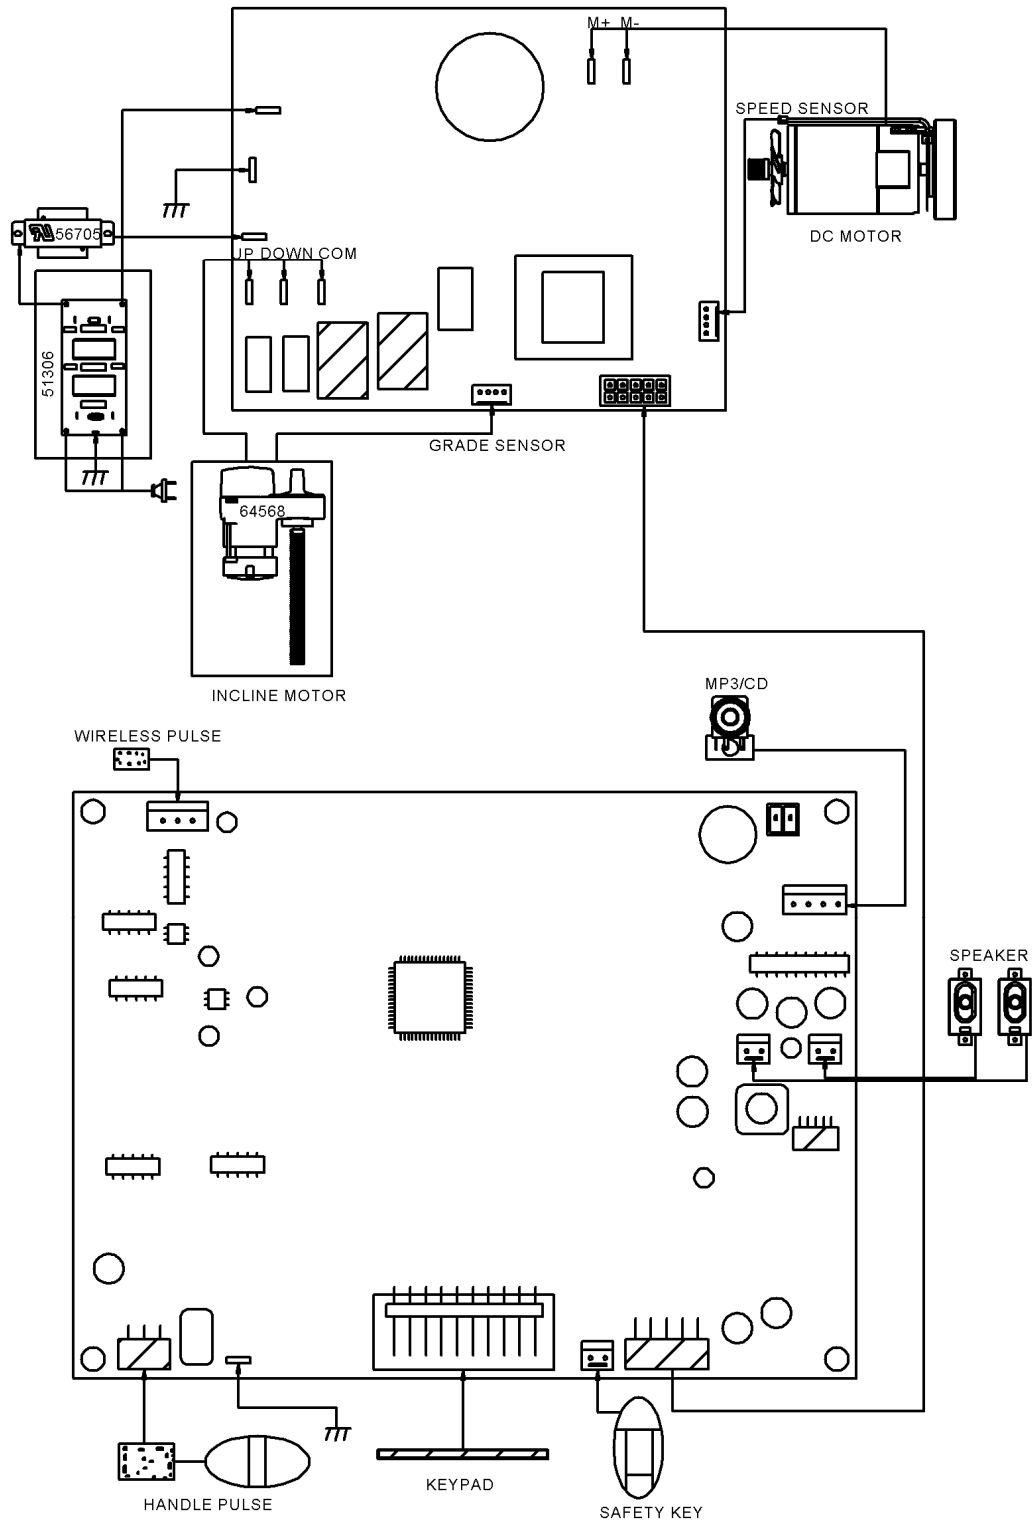 M+ M-
SPEED SENSOR
DC MOTOR
56705
UP DOWN COM
51306
GRADE SENSOR
64568
INCLINE MOTOR
MP3/CD
WIRELESS PULSE
SPEAKER
KEYPAD
HANDLE PULSE
SAFETY KEY